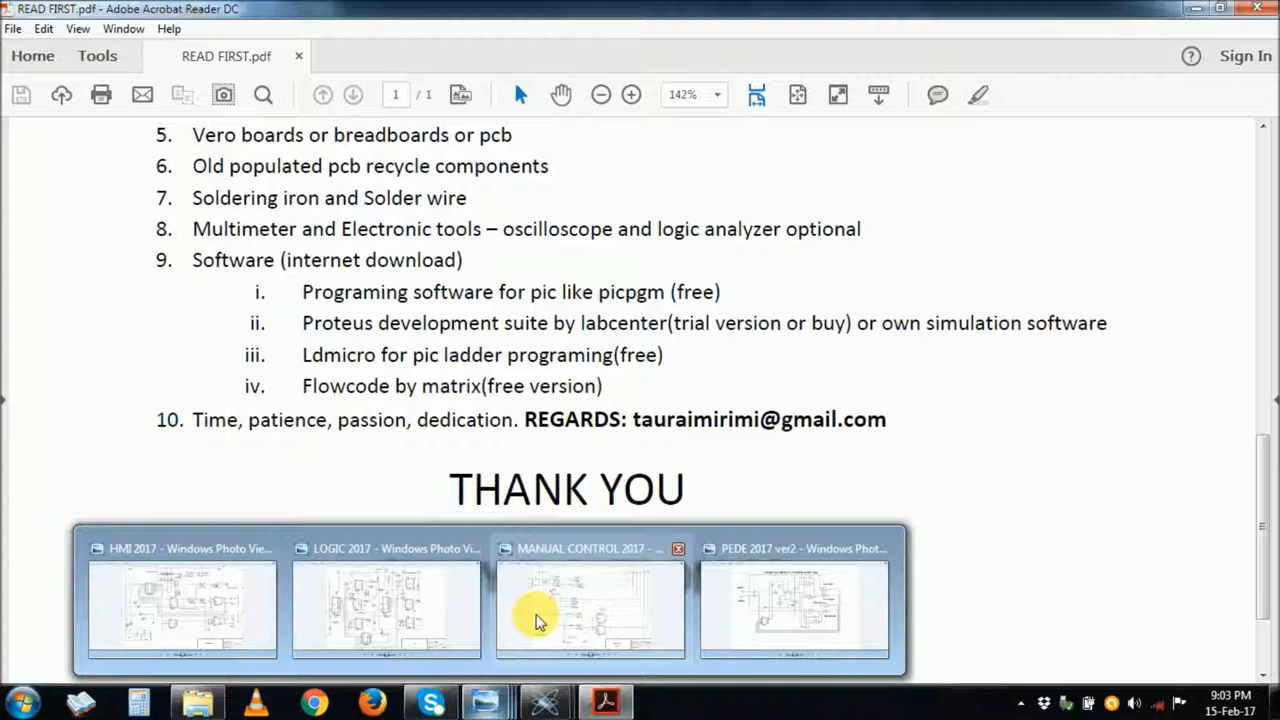 READ FIRST.pdf - Adobe Acrobat Reader DC
File Edit View Window Help
Home Tools READ FIRST.pdf × Sign In
1 / 1 142%
5. Vero boards or breadboards or pcb
6. Old populated pcb recycle components
7. Soldering iron and Solder wire
8. Multimeter and Electronic tools – oscilloscope and logic analyzer optional
9. Software (internet download)
i. Programing software for pic like picpgm (free)
ii. Proteus development suite by labcenter(trial version or buy) or own simulation software
iii. Ldmicro for pic ladder programing(free)
iv. Flowcode by matrix(free version)
10. Time, patience, passion, dedication. REGARDS: tauraimirimi@gmail.com
THANK YOU
HMI 2017 - Windows Photo Vie... LOGIC 2017 - Windows Photo Vi... MANUAL CONTROL 2017 - ... PEDE 2017 ver2 - Windows Phot...
9:03 PM
15-Feb-17